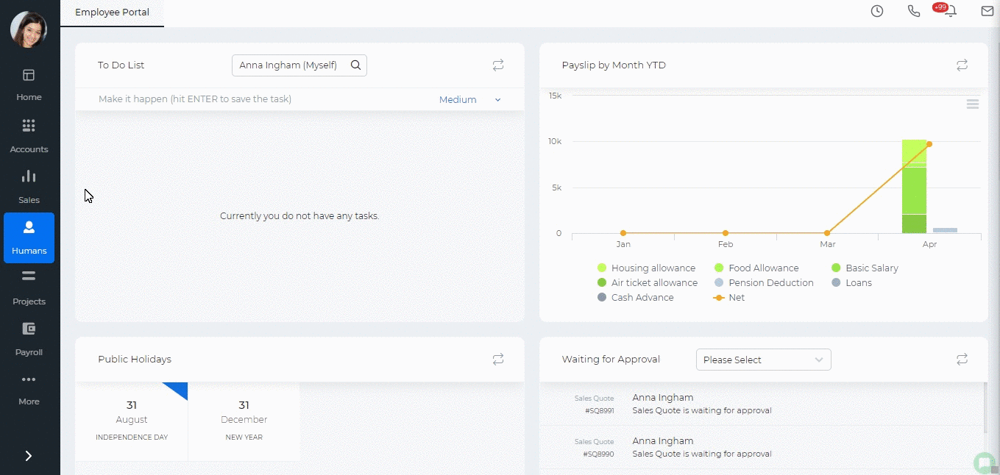 Employee Portal
+99
Home
Accounts
Sales
Humans
Projects
Payroll
More
To Do List
Anna Ingham (Myself)
Make it happen (hit ENTER to save the task)
Medium
Currently you do not have any tasks.
Payslip by Month YTD
15k
10k
5k
0
Jan Feb Mar Apr
Housing allowance Food Allowance Basic Salary
Air ticket allowance Pension Deduction Loans
Cash Advance Net
Public Holidays
31 31
August December
INDEPENDENCE DAY NEW YEAR
Waiting for Approval Please Select
Sales Quote Anna Ingham
#SQ8991 Sales Quote is waiting for approval
Sales Quote Anna Ingham
#SQ8990 Sales Quote is waiting for approval